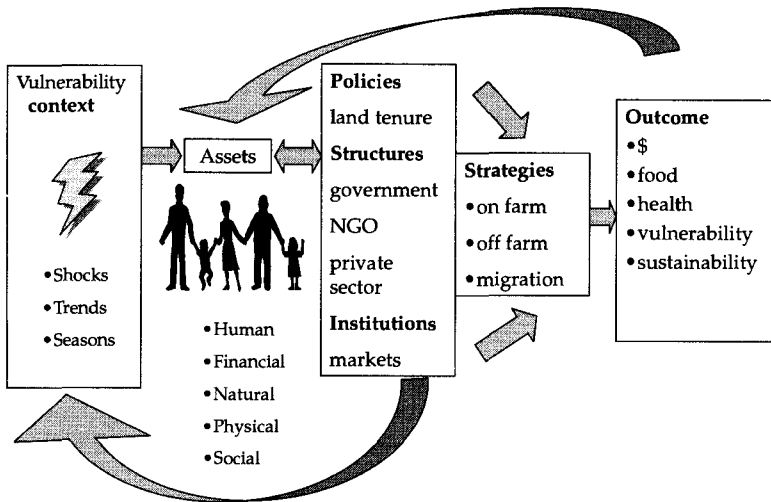 Vulnerability
context
•Shocks
•Trends
•Seasons
Assets
•Human
•Financial
•Natural
•Physical
•Social
Policies
land tenure
Structures
government
NGO
private
sector
Institutions
markets
Strategies
•on farm
•off farm
•migration
Outcome
•$
•food
•health
•vulnerability
•sustainability